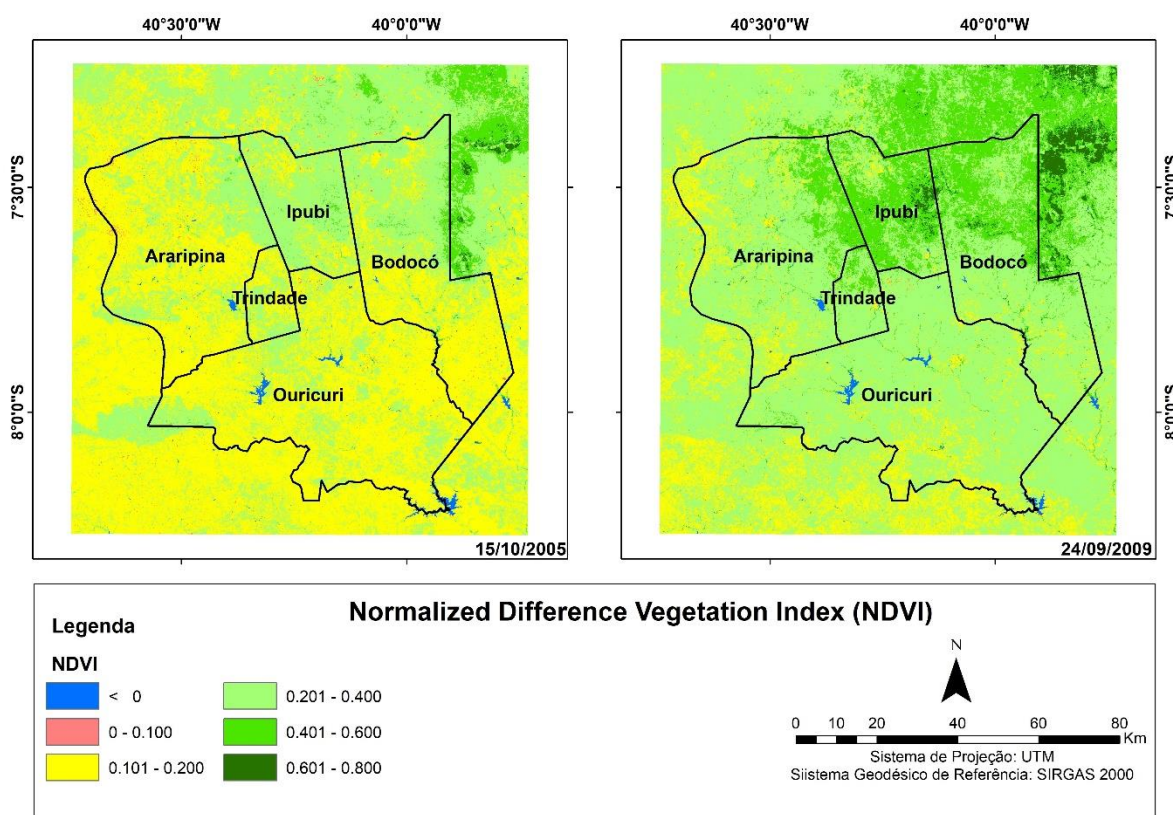 40°30'0"W 40°0'0"W
40°30'0"W 40°0'0"W
7°30'0"S
8°0'0"S
Araripina
Ipubi
Trindade
Bodocó
Ouricuri
15/10/2005
Araripina
Ipubi
Trindade
Bodocó
Ouricuri
24/09/2009
7°30'0"S
8°0'0"S
Normalized Difference Vegetation Index (NDVI)
Legenda
NDVI
< 0
0 - 0.100
0.101 - 0.200
0.201 - 0.400
0.401 - 0.600
0.601 - 0.800
N
0 5 10 20 40 60 80
Km
Sistema de Projeção: UTM
Siistema Geodésico de Referência: SIRGAS 2000